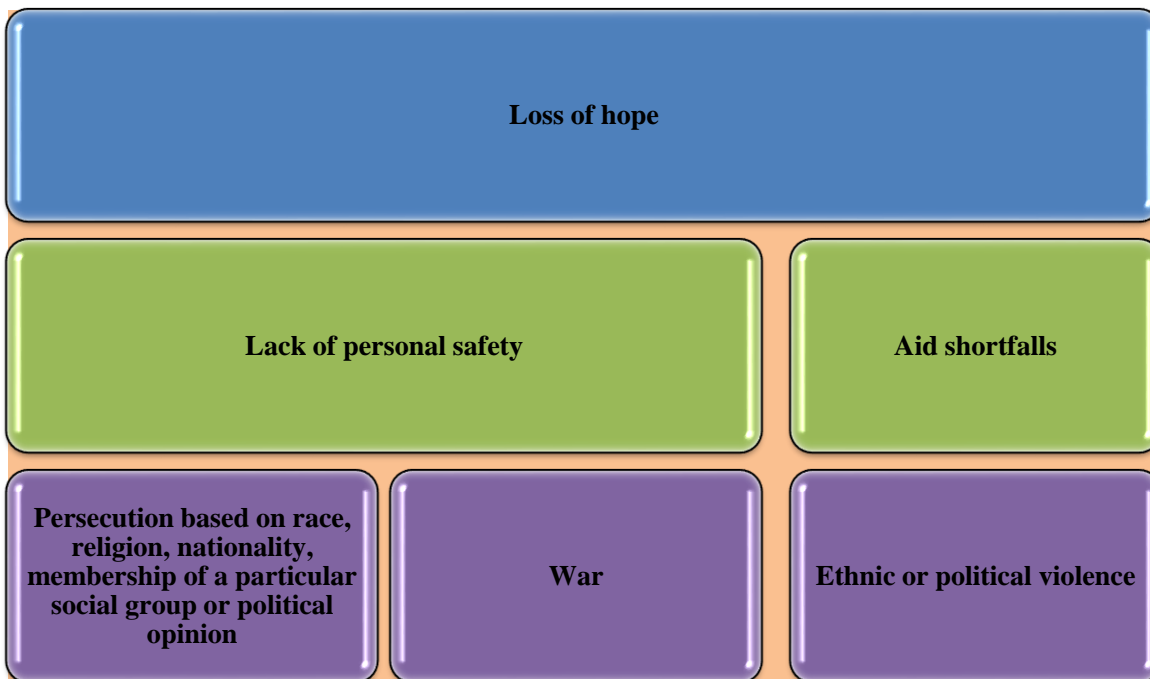 Loss of hope
Lack of personal safety
Aid shortfalls
Persecution based on race,
religion, nationality,
membership of a particular
social group or political
opinion
War
Ethnic or political violence